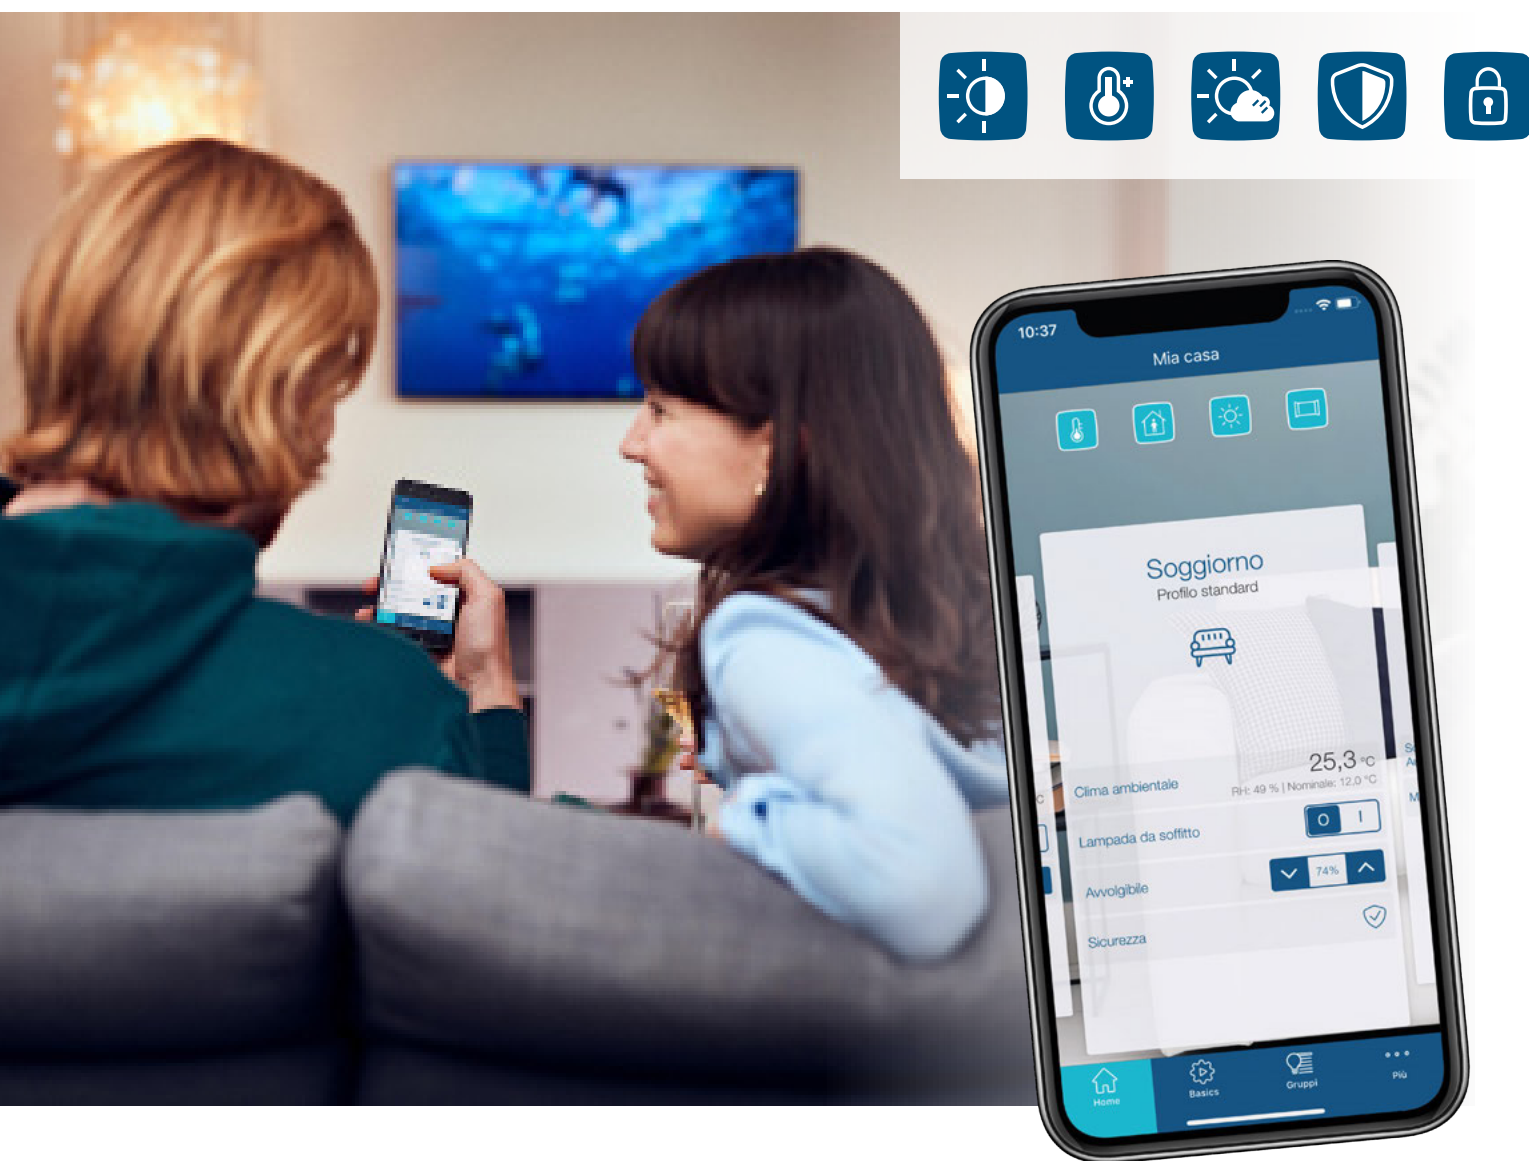 10:37
Mia casa
Soggiorno
Profilo standard
25,3 °C
Clima ambientale
RH: 49 % | Nominale: 12,0 °C
Lampada da soffitto
O I
Avvolgibile
74%
Sicurezza
Home
Basics
Gruppi
Più